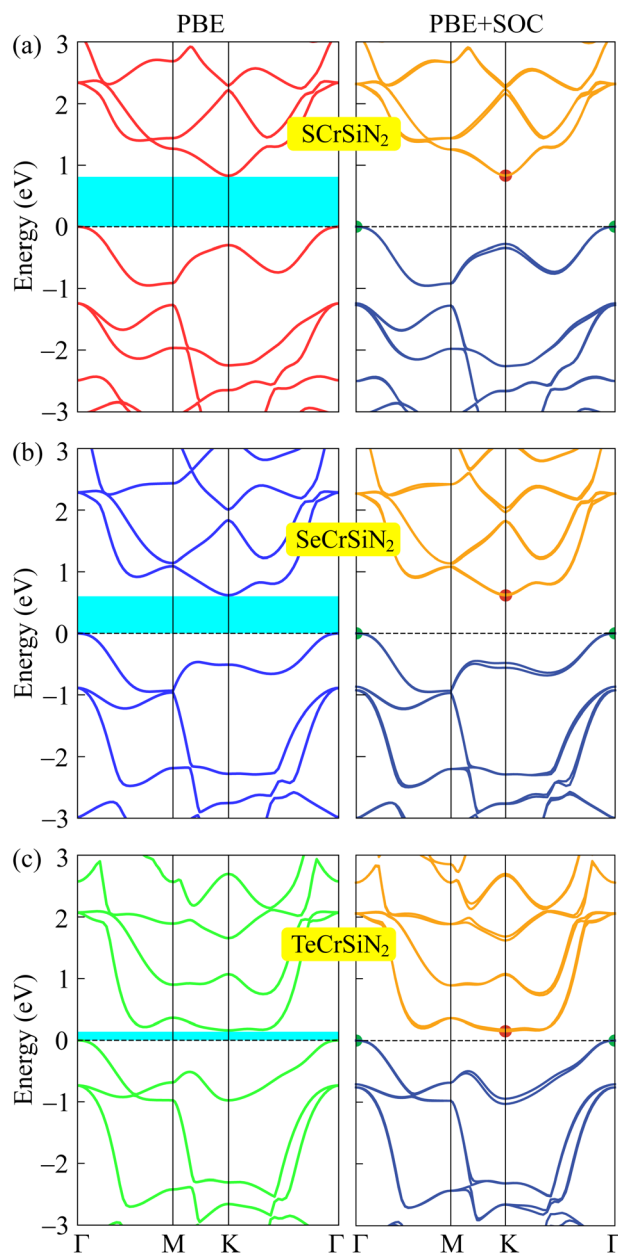 PBE PBE+SOC
(a)
3
2
SCrSiN₂
1
0
−1
−2
−3
Energy (eV)
(b)
3
2
SeCrSiN₂
1
0
−1
−2
−3
Energy (eV)
(c)
3
2
TeCrSiN₂
1
0
−1
−2
−3
Energy (eV)
Γ M K Γ M K Γ